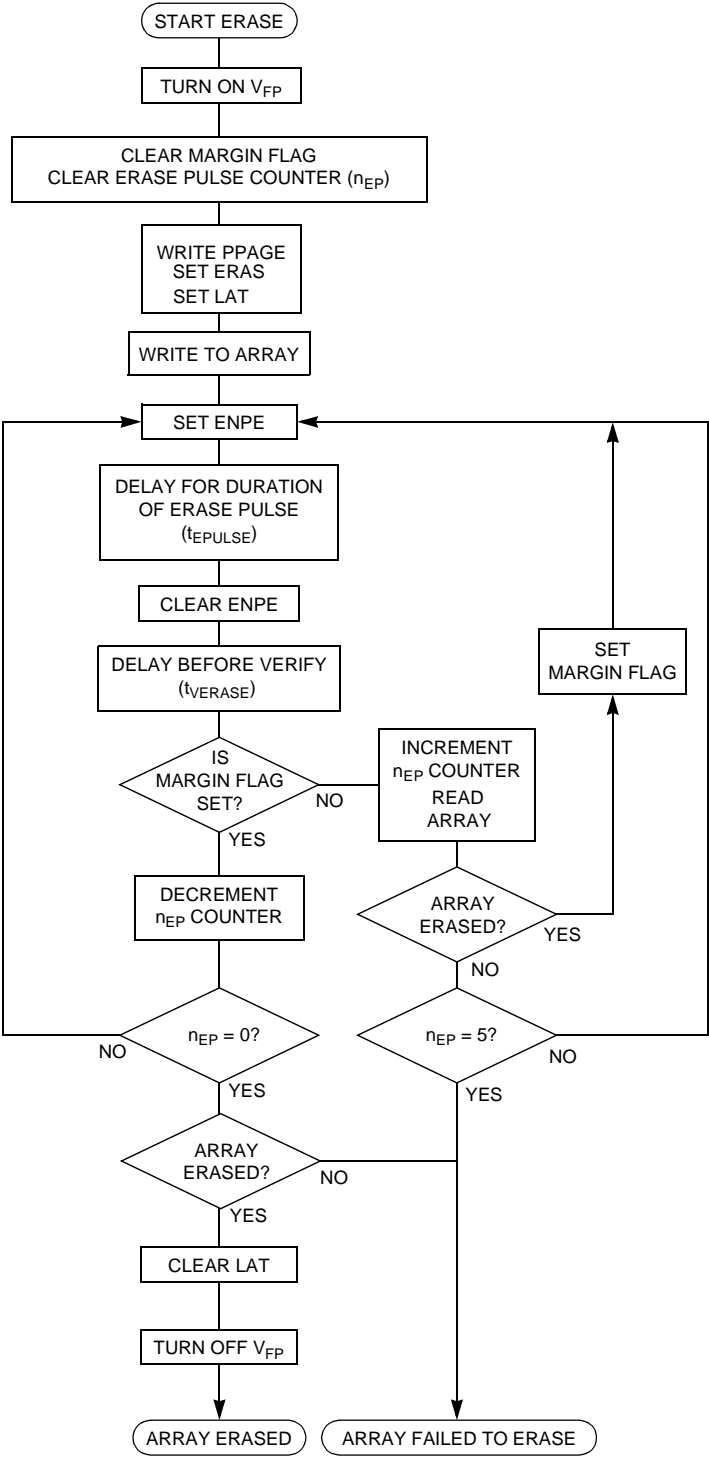 START ERASE
TURN ON VFP
CLEAR MARGIN FLAG
CLEAR ERASE PULSE COUNTER (nEP)
WRITE PPAGE
SET ERAS
SET LAT
WRITE TO ARRAY
SET ENPE
DELAY FOR DURATION
OF ERASE PULSE
(tEPULSE)
CLEAR ENPE
DELAY BEFORE VERIFY
(tVERASE)
SET
MARGIN FLAG
IS
MARGIN FLAG
SET?
NO
YES
INCREMENT
nEP COUNTER
READ
ARRAY
DECREMENT
nEP COUNTER
ARRAY
ERASED?
YES
NO
nEP = 0?
NO
YES
nEP = 5?
NO
YES
ARRAY
ERASED?
NO
YES
CLEAR LAT
TURN OFF VFP
ARRAY ERASED
ARRAY FAILED TO ERASE